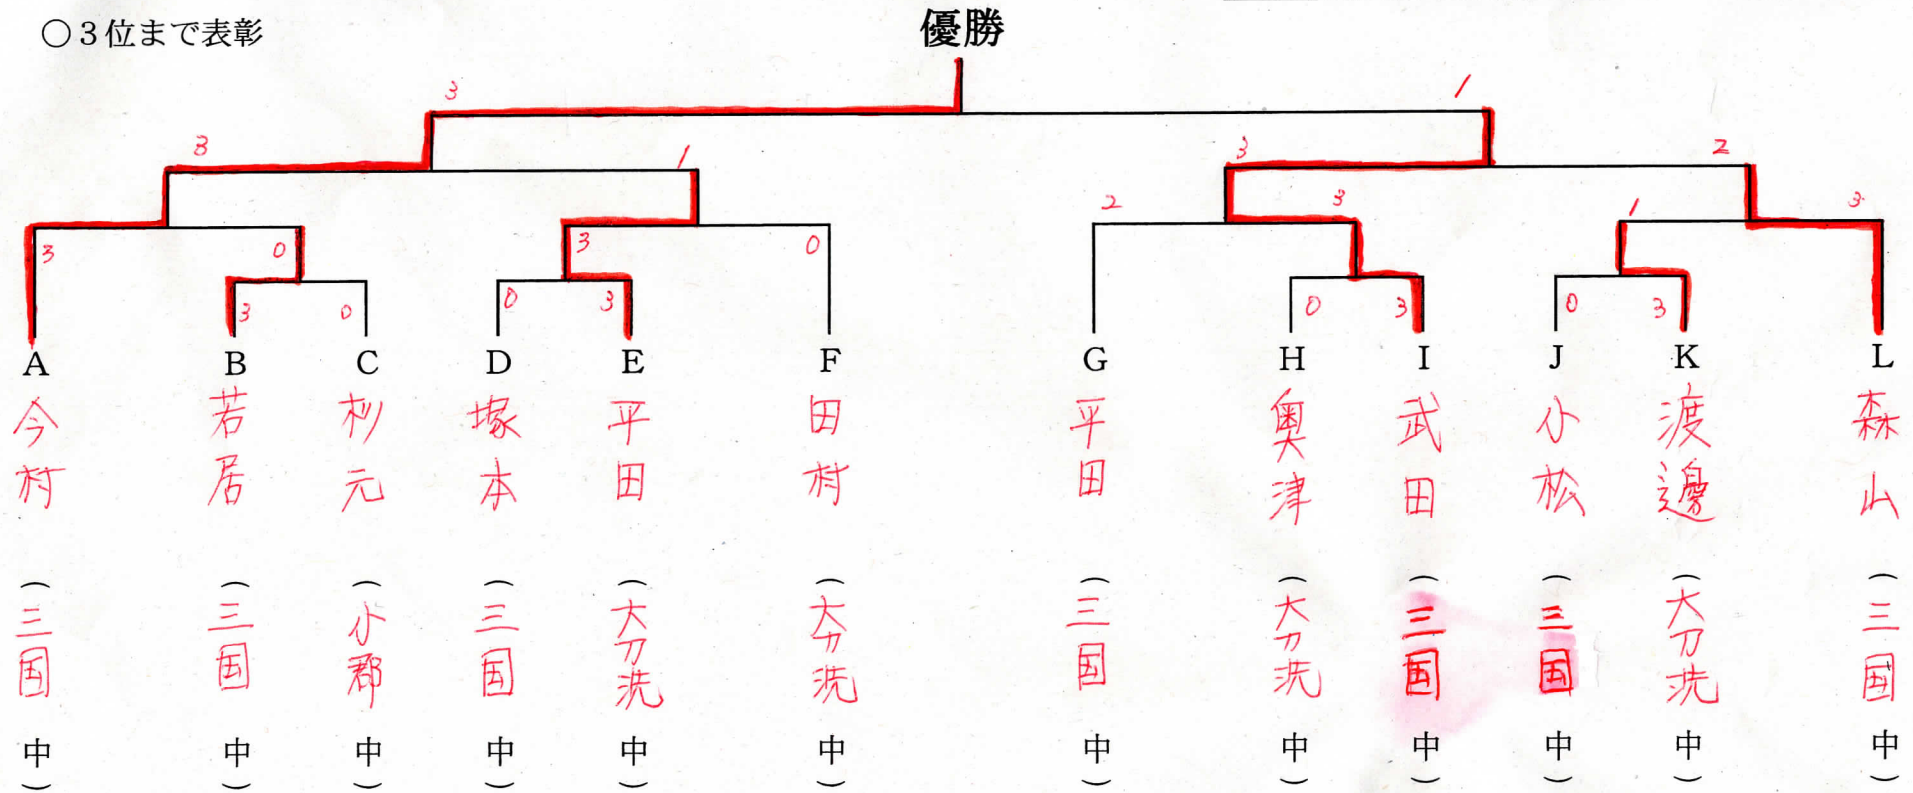 ○3位まで表彰
優勝
3 1
3 1 3 2
3 0 3 0 2 3 1 3
3 0 0 3 0 3 0 3
A B C D E F G H I J K L
今村 (三国中)
若居 (三国中)
杉元 (小郡中)
塚本 (三国中)
平田 (大刀洗中)
田村 (大刀洗中)
平田 (三国中)
奥津 (大刀洗中)
武田 (三国中)
小松 (三国中)
渡邊 (大刀洗中)
森山 (三国中)